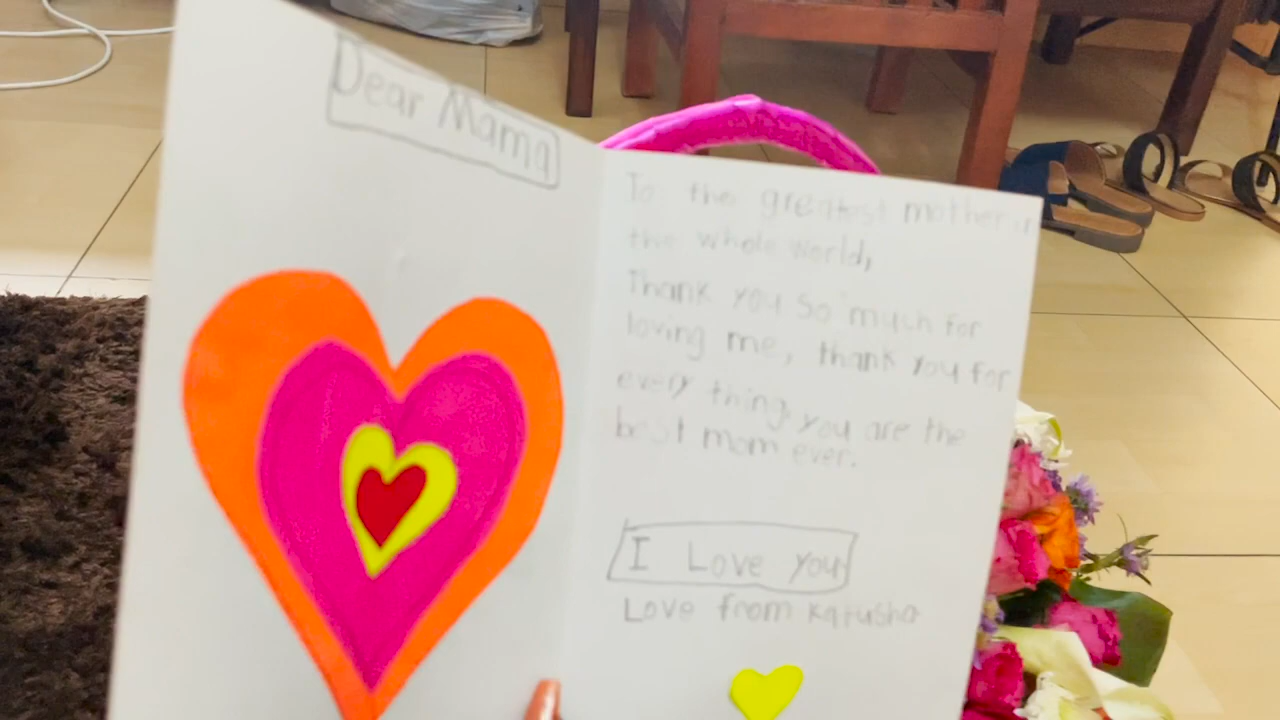 Dear Mama
To the greatest mother in
the whole world,
Thank you so much for
loving me, thank you for
every thing, you are the
best mom ever.
I Love you
Love from Katusha